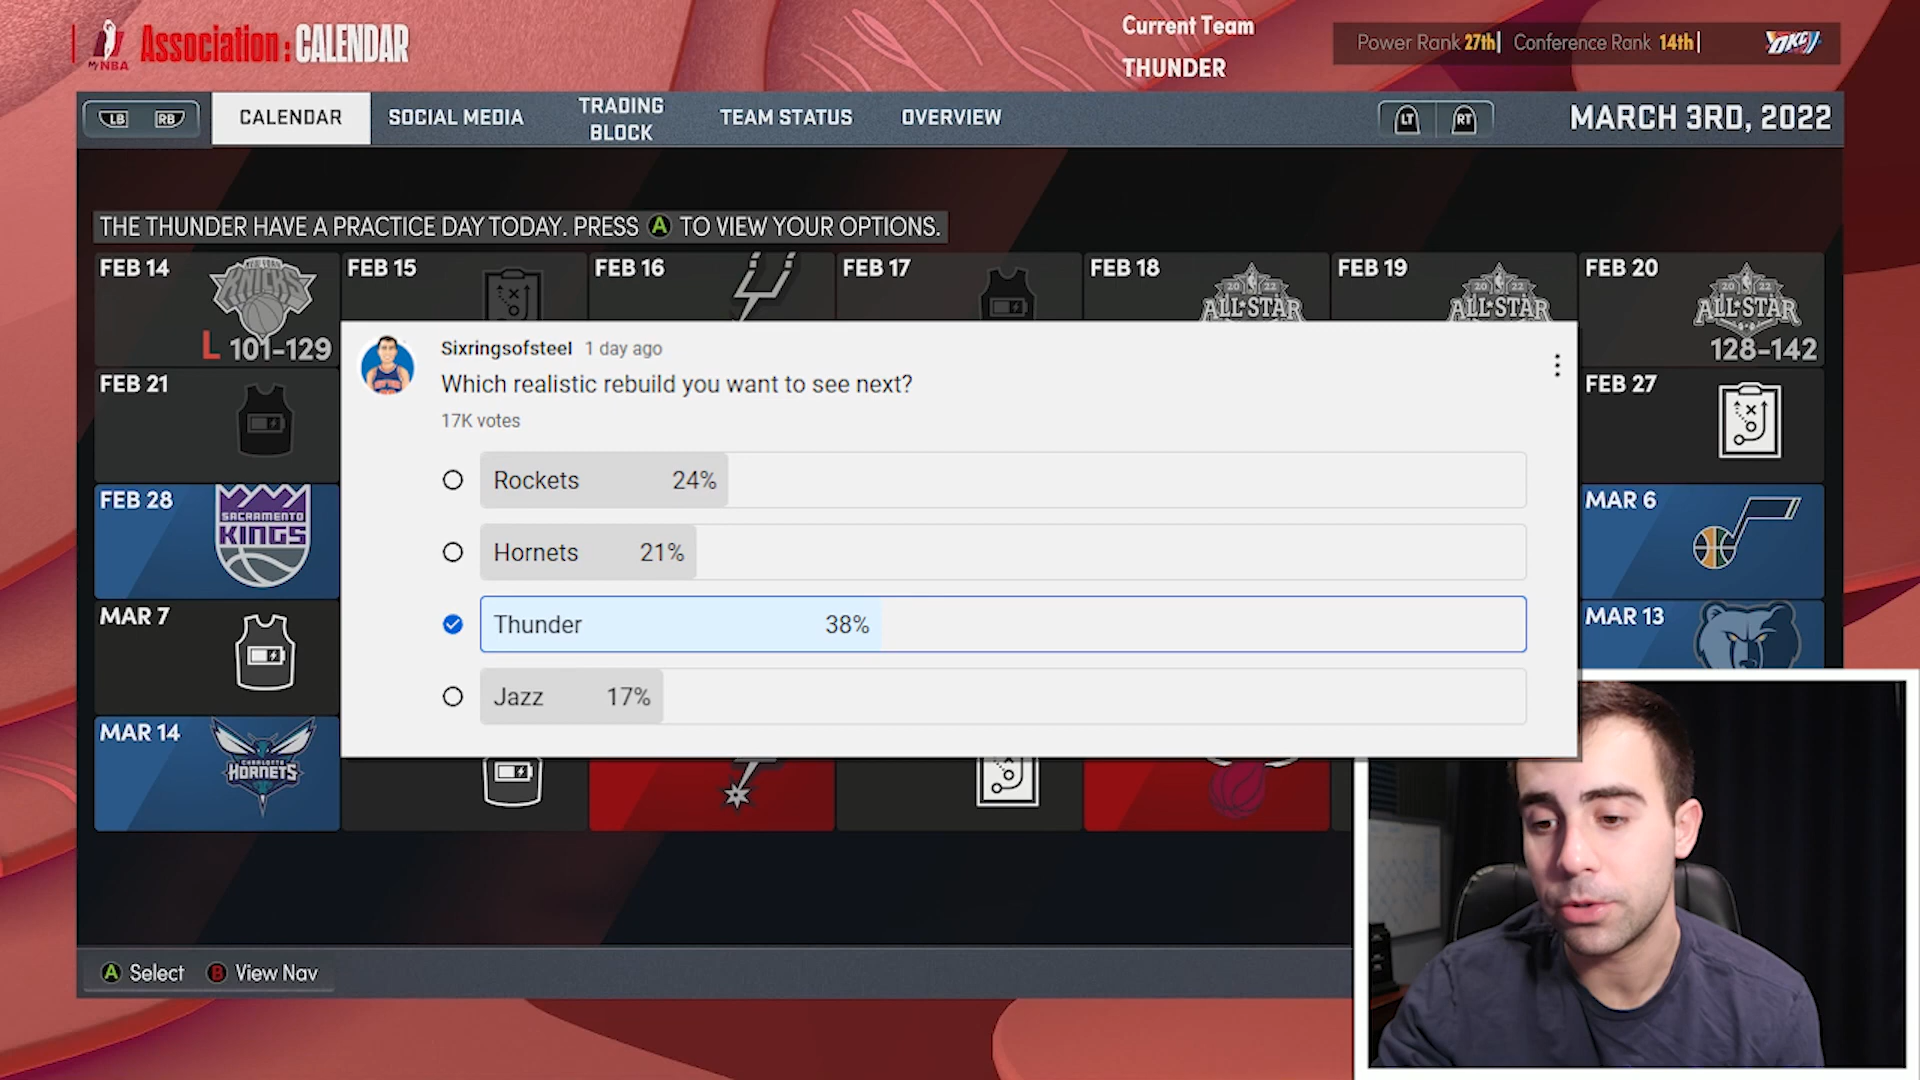 MyNBA
Association: CALENDAR
Current Team
THUNDER
Power Rank 27th| Conference Rank 14th|
OKC
LB RB
CALENDAR
SOCIAL MEDIA
TRADING
BLOCK
TEAM STATUS
OVERVIEW
LT RT
MARCH 3RD, 2022
THE THUNDER HAVE A PRACTICE DAY TODAY. PRESS A TO VIEW YOUR OPTIONS.
FEB 14
KNICKS
L 101-129
FEB 15
FEB 16
FEB 17
FEB 18
2022
ALL★STAR
FEB 19
2022
ALL★STAR
FEB 20
2022
ALL★STAR
128-142
FEB 21
FEB 27
FEB 28
SACRAMENTO
KINGS
MAR 6
MAR 7
MAR 13
MAR 14
CHARLOTTE
HORNETS
Sixringsofsteel 1 day ago
Which realistic rebuild you want to see next?
17K votes
Rockets 24%
Hornets 21%
Thunder 38%
Jazz 17%
A Select B View Nav